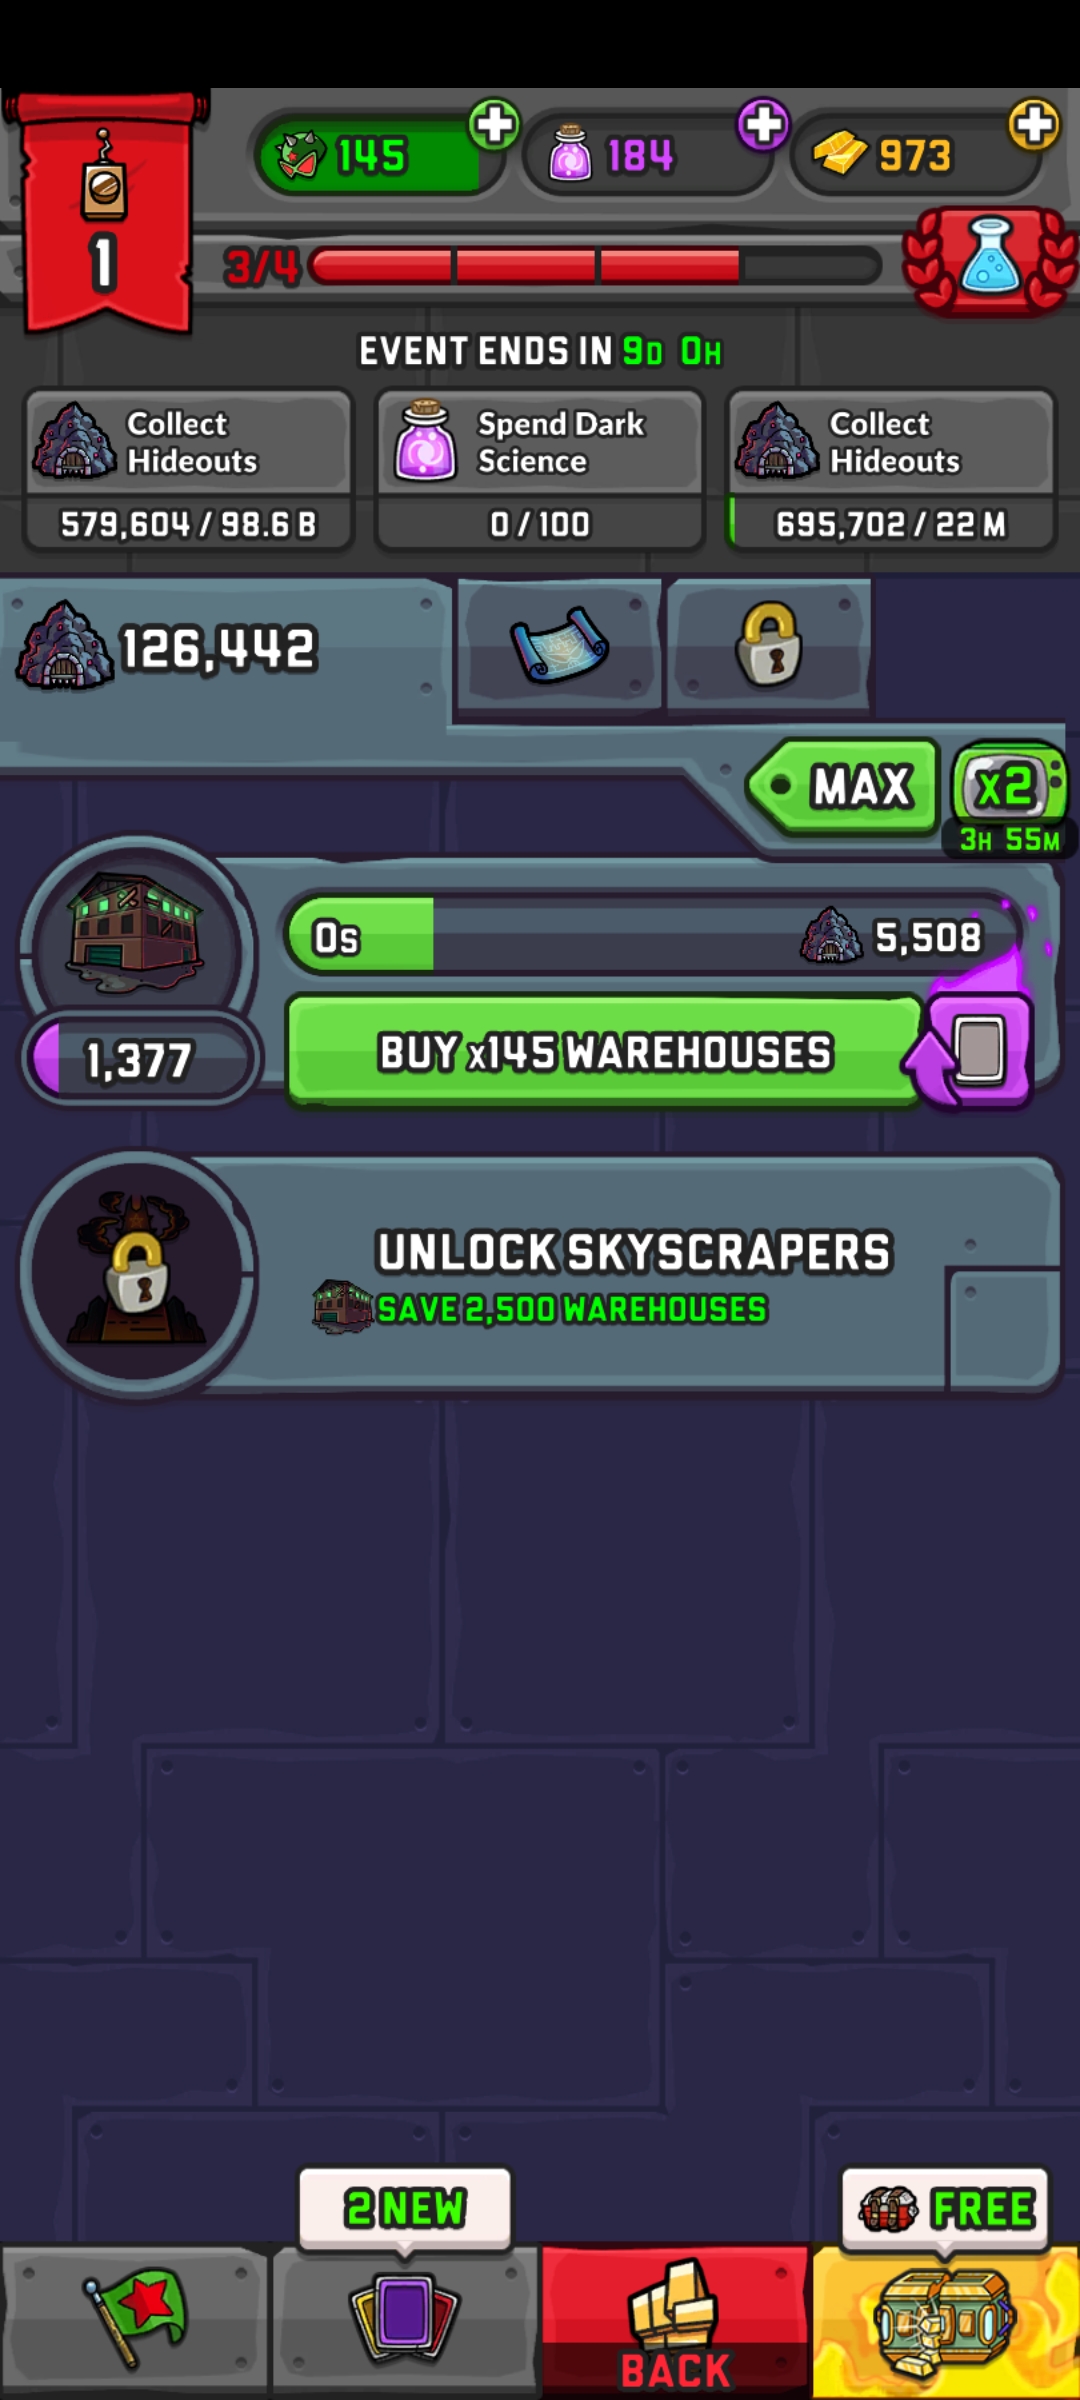 145
184
973
1
3/4
EVENT ENDS IN 9D 0H
Collect
Hideouts
579,604 / 98.6 B
Spend Dark
Science
0 / 100
Collect
Hideouts
695,702 / 22 M
126,442
MAX
x2
3H 55M
0s
5,508
1,377
BUY x145 WAREHOUSES
UNLOCK SKYSCRAPERS
SAVE 2,500 WAREHOUSES
2 NEW
FREE
BACK